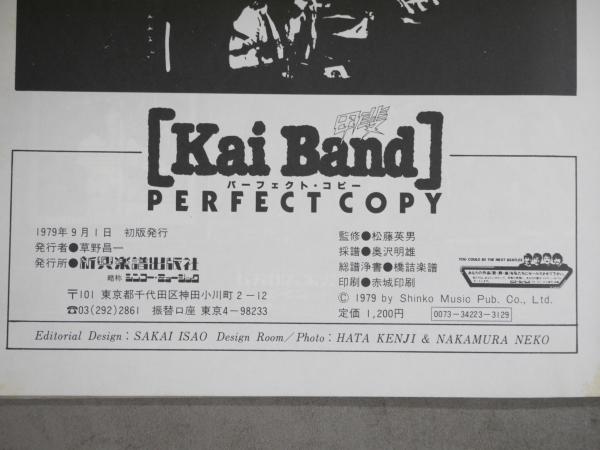 甲斐
[Kai Band]
パーフェクト・コピー
PERFECT COPY
1979年9月1日 初版発行
発行者●草野昌一
発行所●新興楽譜出版社
略称 シンコー・ミュージック
〒101 東京都千代田区神田小川町2-12
☎03(292)2861 振替口座 東京4-98233
監修●松藤英男
採譜●奥沢明雄
総譜浄書●橋詰楽譜
印刷●赤城印刷
Ⓒ 1979 by Shinko Music Pub. Co., Ltd.
定価 1,200円 0073-34223-3129
YOU COULD BE THE NEXT BEATLES
Editorial Design : SAKAI ISAO Design Room / Photo : HATA KENJI & NAKAMURA NEKO